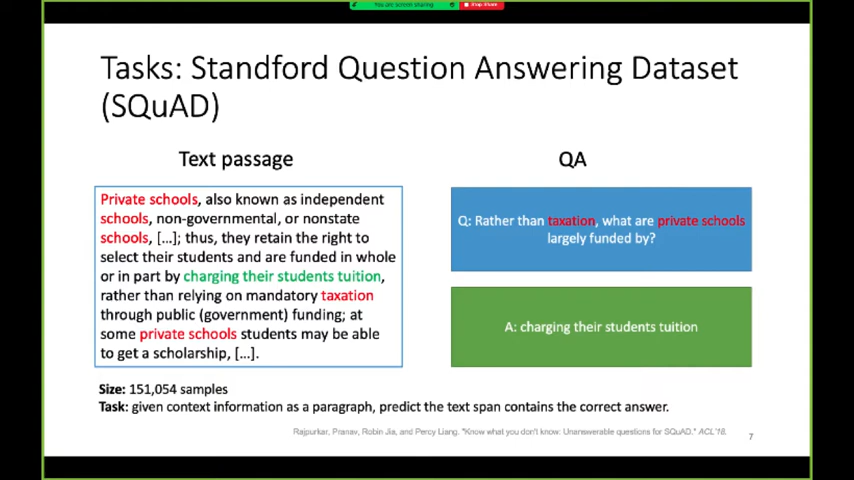 You are screen sharing
Stop Share
Tasks: Standford Question Answering Dataset
(SQuAD)
Text passage
Private schools, also known as independent
schools, non-governmental, or nonstate
schools, [...]; thus, they retain the right to
select their students and are funded in whole
or in part by charging their students tuition,
rather than relying on mandatory taxation
through public (government) funding; at
some private schools students may be able
to get a scholarship, [...].
QA
Q: Rather than taxation, what are private schools
largely funded by?
A: charging their students tuition
Size: 151,054 samples
Task: given context information as a paragraph, predict the text span contains the correct answer.
Rajpurkar, Pranav, Robin Jia, and Percy Liang. "Know what you don't know: Unanswerable questions for SQuAD." ACL'18.
7